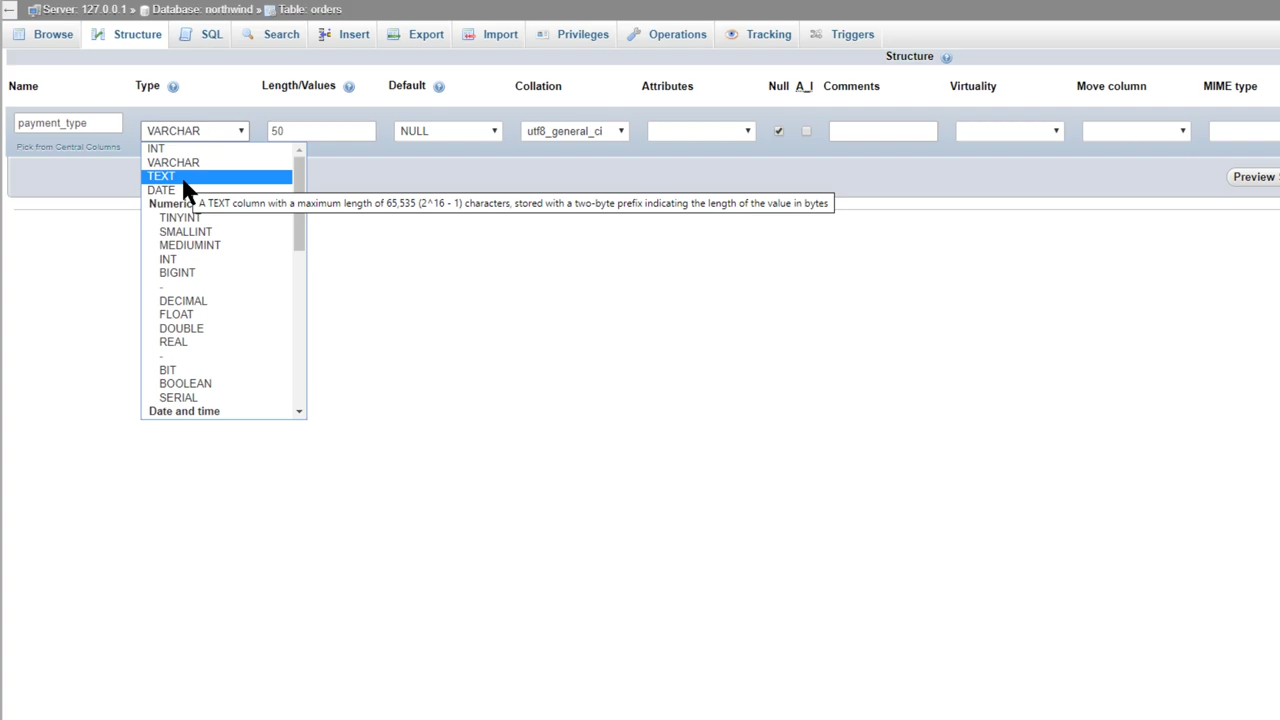 Server: 127.0.0.1 » Database: northwind » Table: orders
Browse Structure SQL Search Insert Export Import Privileges Operations Tracking Triggers
Structure
Name Type Length/Values Default Collation Attributes Null A_I Comments Virtuality Move column MIME type
payment_type VARCHAR 50 NULL utf8_general_ci
Pick from Central Columns
INT
VARCHAR
TEXT
Preview
DATE
Numeric
A TEXT column with a maximum length of 65,535 (2^16 - 1) characters, stored with a two-byte prefix indicating the length of the value in bytes
TINYINT
SMALLINT
MEDIUMINT
INT
BIGINT
-
DECIMAL
FLOAT
DOUBLE
REAL
-
BIT
BOOLEAN
SERIAL
Date and time